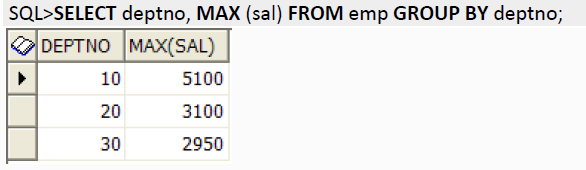 SQL>SELECT deptno, MAX (sal) FROM emp GROUP BY deptno;
DEPTNO MAX(SAL)
10 5100
20 3100
30 2950